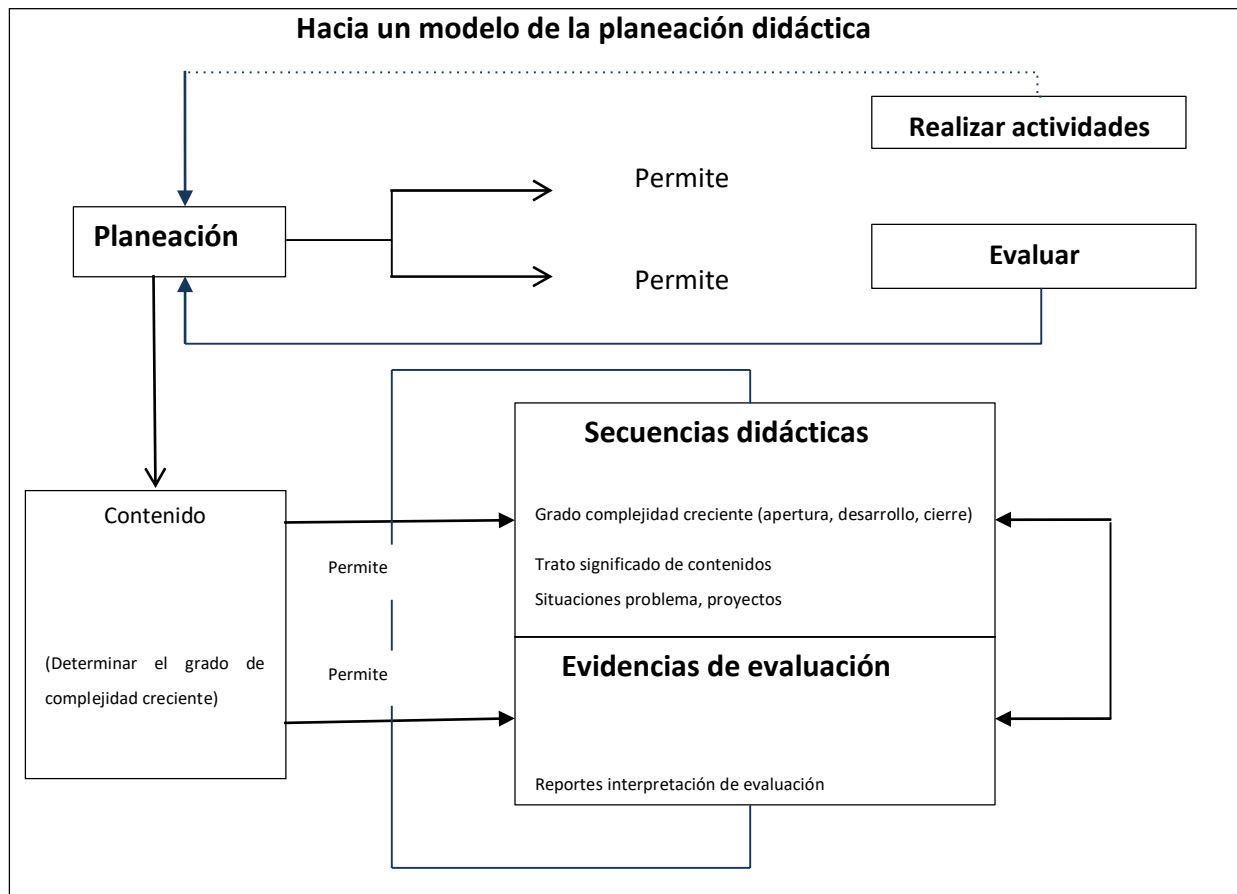 Hacia un modelo de la planeación didáctica
Realizar actividades
Permite
Planeación
Evaluar
Permite
Secuencias didácticas
Contenido
Grado complejidad creciente (apertura, desarrollo, cierre)
Permite
Trato significado de contenidos
Situaciones problema, proyectos
(Determinar el grado de
complejidad creciente)
Permite
Evidencias de evaluación
Reportes interpretación de evaluación